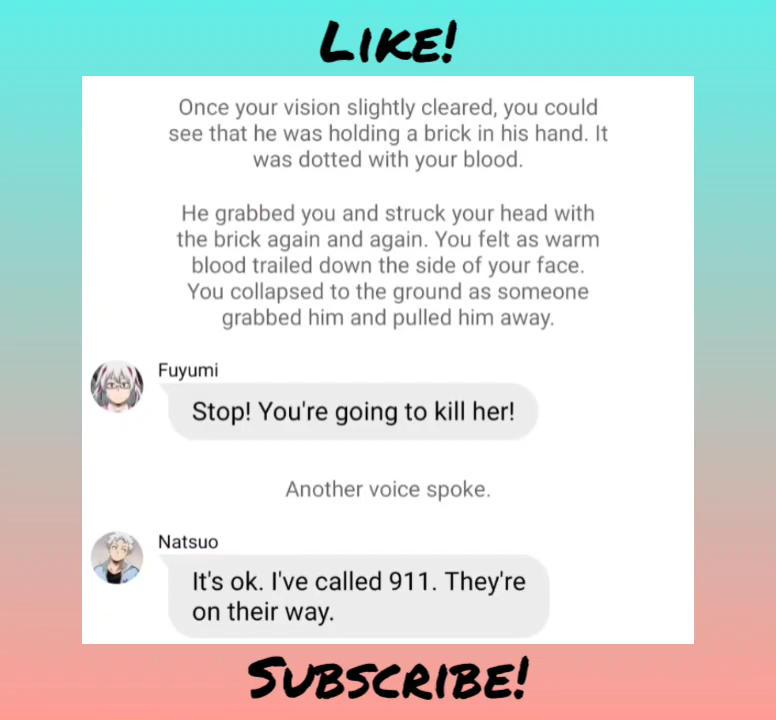 LIKE!
Once your vision slightly cleared, you could
see that he was holding a brick in his hand. It
was dotted with your blood.
He grabbed you and struck your head with
the brick again and again. You felt as warm
blood trailed down the side of your face.
You collapsed to the ground as someone
grabbed him and pulled him away.
Fuyumi
Stop! You're going to kill her!
Another voice spoke.
Natsuo
It's ok. I've called 911. They're
on their way.
SUBSCRIBE!